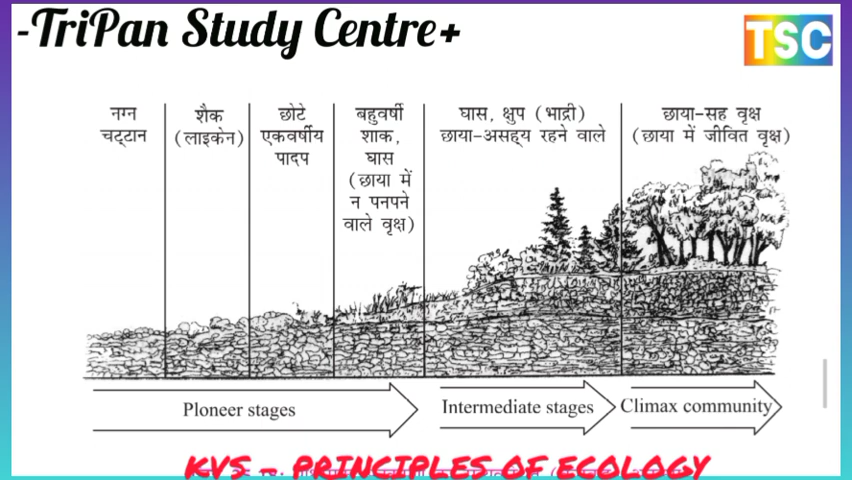 -TriPan Study Centre+
TSC
नग्न
चट्टान
शैक
(लाइकेन)
छोटे
एकवर्षीय
पादप
बहुवर्षी
शाक,
घास
(छाया में
न पनपने
वाले वृक्ष)
घास, क्षुप (भाद्री)
छाया-असह्य रहने वाले
छाया-सह वृक्ष
(छाया में जीवित वृक्ष)
Ploneer stages
Intermediate stages
Climax community
KVS - PRINCIPLES OF ECOLOGY